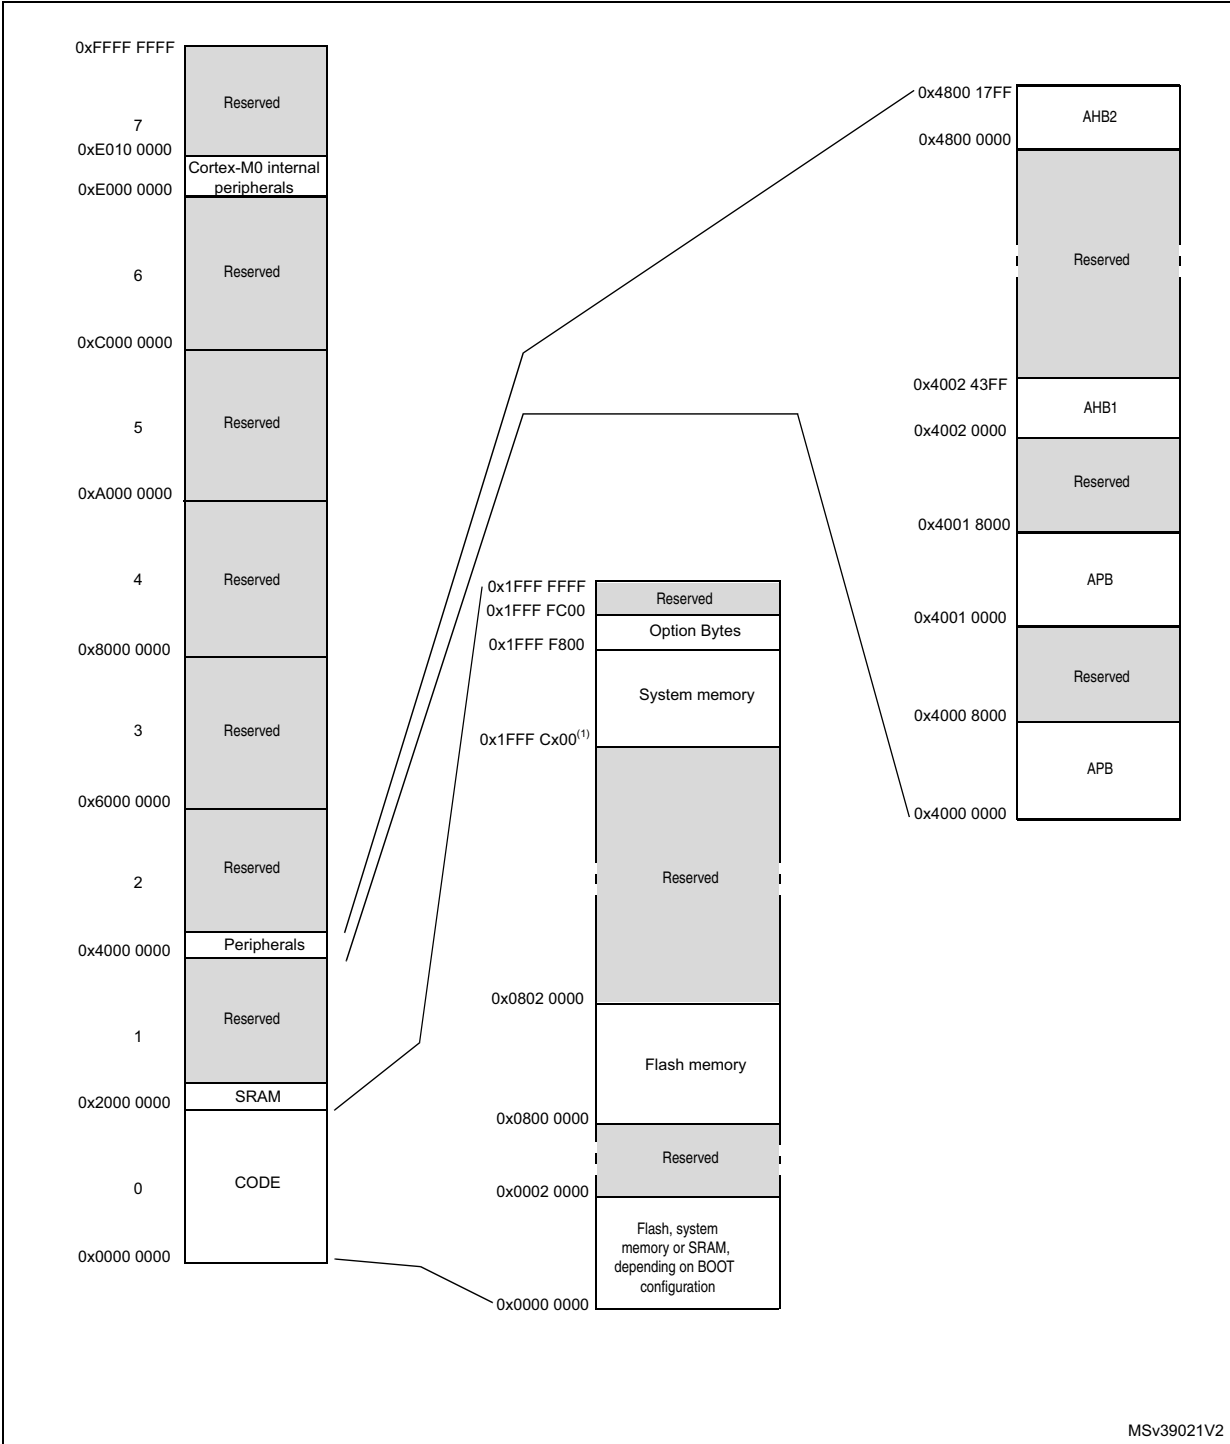 0xFFFF FFFF
Reserved
7
0xE010 0000
Cortex-M0 internal
peripherals
0xE000 0000
6
Reserved
0xC000 0000
5
Reserved
0xA000 0000
4
Reserved
0x8000 0000
3
Reserved
0x6000 0000
2
Reserved
0x4000 0000
Peripherals
1
Reserved
0x2000 0000
SRAM
0
CODE
0x0000 0000
0x1FFF FFFF
Reserved
0x1FFF FC00
Option Bytes
0x1FFF F800
System memory
0x1FFF Cx00(1)
Reserved
0x0802 0000
Flash memory
0x0800 0000
Reserved
0x0002 0000
Flash, system
memory or SRAM,
depending on BOOT
configuration
0x0000 0000
0x4800 17FF
AHB2
0x4800 0000
Reserved
0x4002 43FF
AHB1
0x4002 0000
Reserved
0x4001 8000
APB
0x4001 0000
Reserved
0x4000 8000
APB
0x4000 0000
MSv39021V2